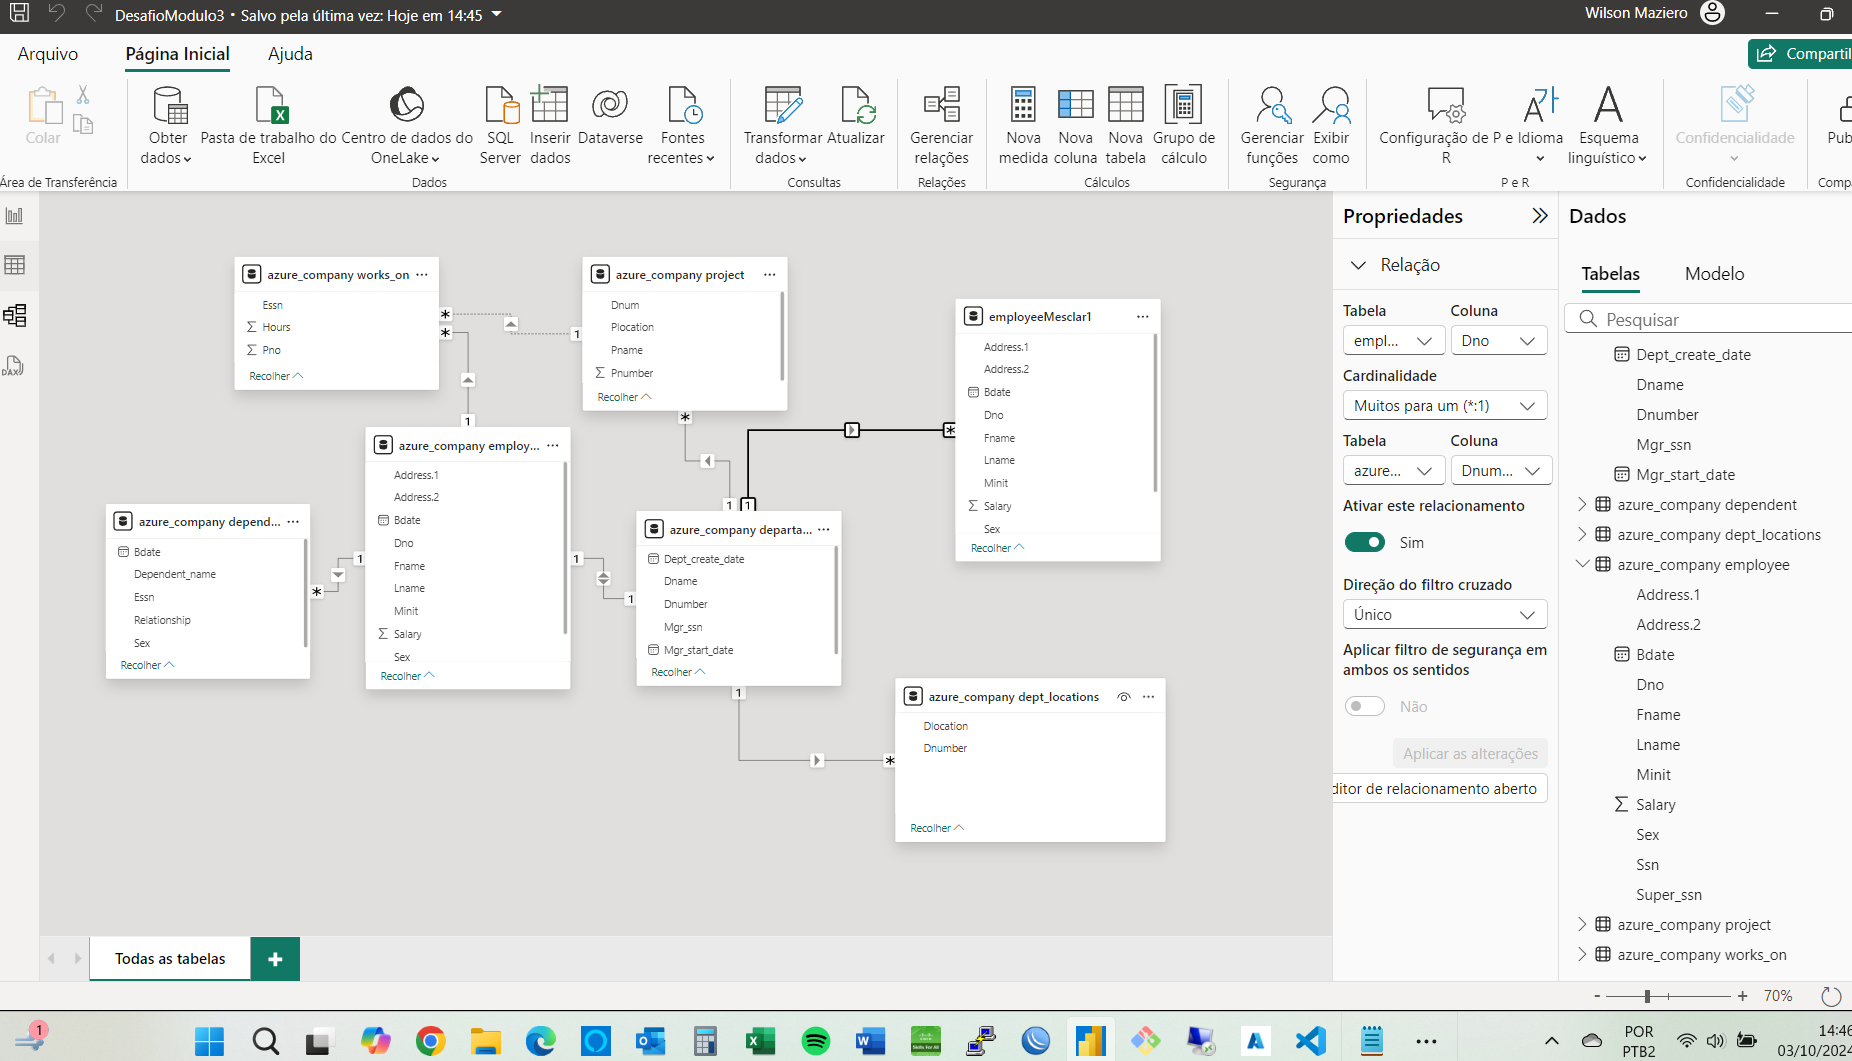 DesafioModulo3 • Salvo pela última vez: Hoje em 14:45
Wilson Maziero
Arquivo
Página Inicial
Ajuda
Compartil
Colar
Obter dados
Pasta de trabalho do Excel
Centro de dados do OneLake
SQL Server
Inserir dados
Dataverse
Fontes recentes
Transformar dados
Atualizar
Gerenciar relações
Nova medida
Nova coluna
Nova tabela
Grupo de cálculo
Gerenciar funções
Exibir como
Configuração de P e R
Idioma
Esquema linguístico
Confidencialidade
Pub
Área de Transferência
Dados
Consultas
Relações
Cálculos
Segurança
P e R
Confidencialidade
Comp
DAX
azure_company works_on
Essn
Σ Hours
Σ Pno
Recolher
azure_company project
Dnum
Plocation
Pname
Σ Pnumber
Recolher
employeeMesclar1
Address.1
Address.2
Bdate
Dno
Fname
Lname
Minit
Σ Salary
Sex
Recolher
azure_company employ...
Address.1
Address.2
Bdate
Dno
Fname
Lname
Minit
Σ Salary
Sex
Recolher
azure_company depend...
Bdate
Dependent_name
Essn
Relationship
Sex
Recolher
azure_company departa...
Dept_create_date
Dname
Dnumber
Mgr_ssn
Mgr_start_date
Recolher
azure_company dept_locations
Dlocation
Dnumber
Recolher
* 1
* 1
* 1
1 *
1 *
1 1
1 *
Todas as tabelas
+
Propriedades
Relação
Tabela Coluna
empl... Dno
Cardinalidade
Muitos para um (*:1)
Tabela Coluna
azure... Dnum...
Ativar este relacionamento
Sim
Direção do filtro cruzado
Único
Aplicar filtro de segurança em
ambos os sentidos
Não
Aplicar as alterações
ditor de relacionamento aberto
Dados
Tabelas
Modelo
Pesquisar
Dept_create_date
Dname
Dnumber
Mgr_ssn
Mgr_start_date
azure_company dependent
azure_company dept_locations
azure_company employee
Address.1
Address.2
Bdate
Dno
Fname
Lname
Minit
Σ Salary
Sex
Ssn
Super_ssn
azure_company project
azure_company works_on
- + 70%
1
POR
PTB2
14:46
03/10/2024